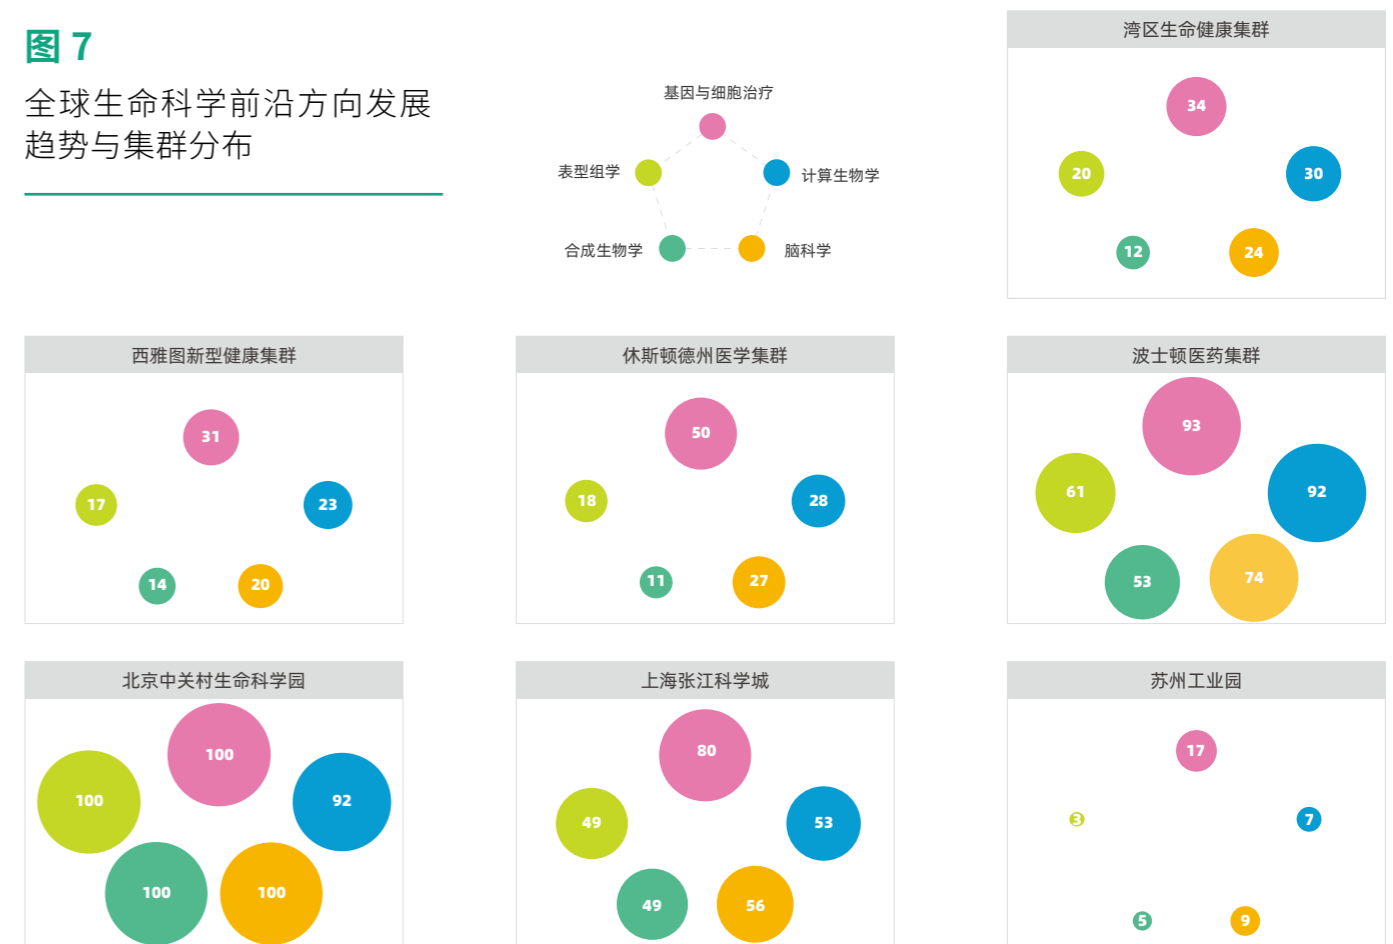 图 7
全球生命科学前沿方向发展
趋势与集群分布
基因与细胞治疗
表型组学
计算生物学
合成生物学
脑科学
湾区生命健康集群
34
20
30
12
24
西雅图新型健康集群
31
17
23
14
20
休斯顿德州医学集群
50
18
28
11
27
波士顿医药集群
93
61
92
53
74
北京中关村生命科学园
100
100
92
100
100
上海张江科学城
80
49
53
49
56
苏州工业园
17
3
7
5
9